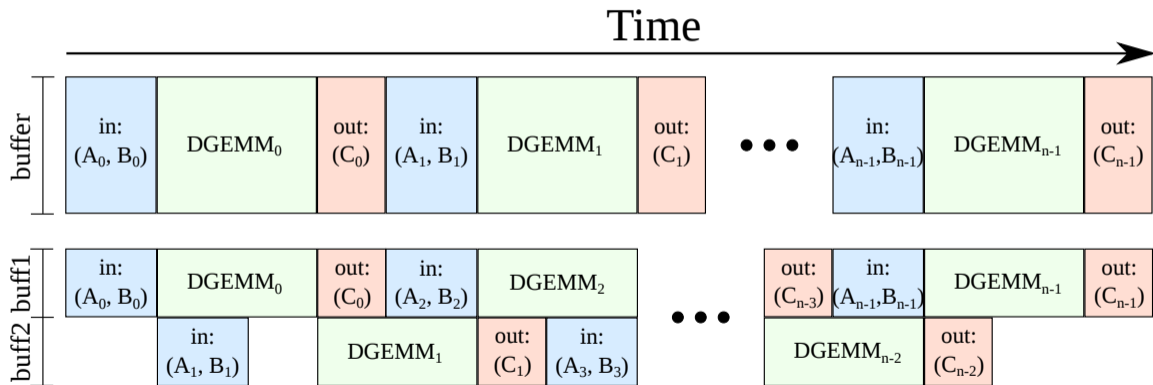 Time
buffer
in:
(A₀, B₀)
DGEMM₀
out:
(C₀)
in:
(A₁, B₁)
DGEMM₁
out:
(C₁)
•••
in:
(Aₙ₋₁,Bₙ₋₁)
DGEMMₙ₋₁
out:
(Cₙ₋₁)
buff1
in:
(A₀, B₀)
DGEMM₀
out:
(C₀)
in:
(A₂, B₂)
DGEMM₂
•••
out:
(Cₙ₋₃)
in:
(Aₙ₋₁,Bₙ₋₁)
DGEMMₙ₋₁
out:
(Cₙ₋₁)
buff2
in:
(A₁, B₁)
DGEMM₁
out:
(C₁)
in:
(A₃, B₃)
DGEMMₙ₋₂
out:
(Cₙ₋₂)